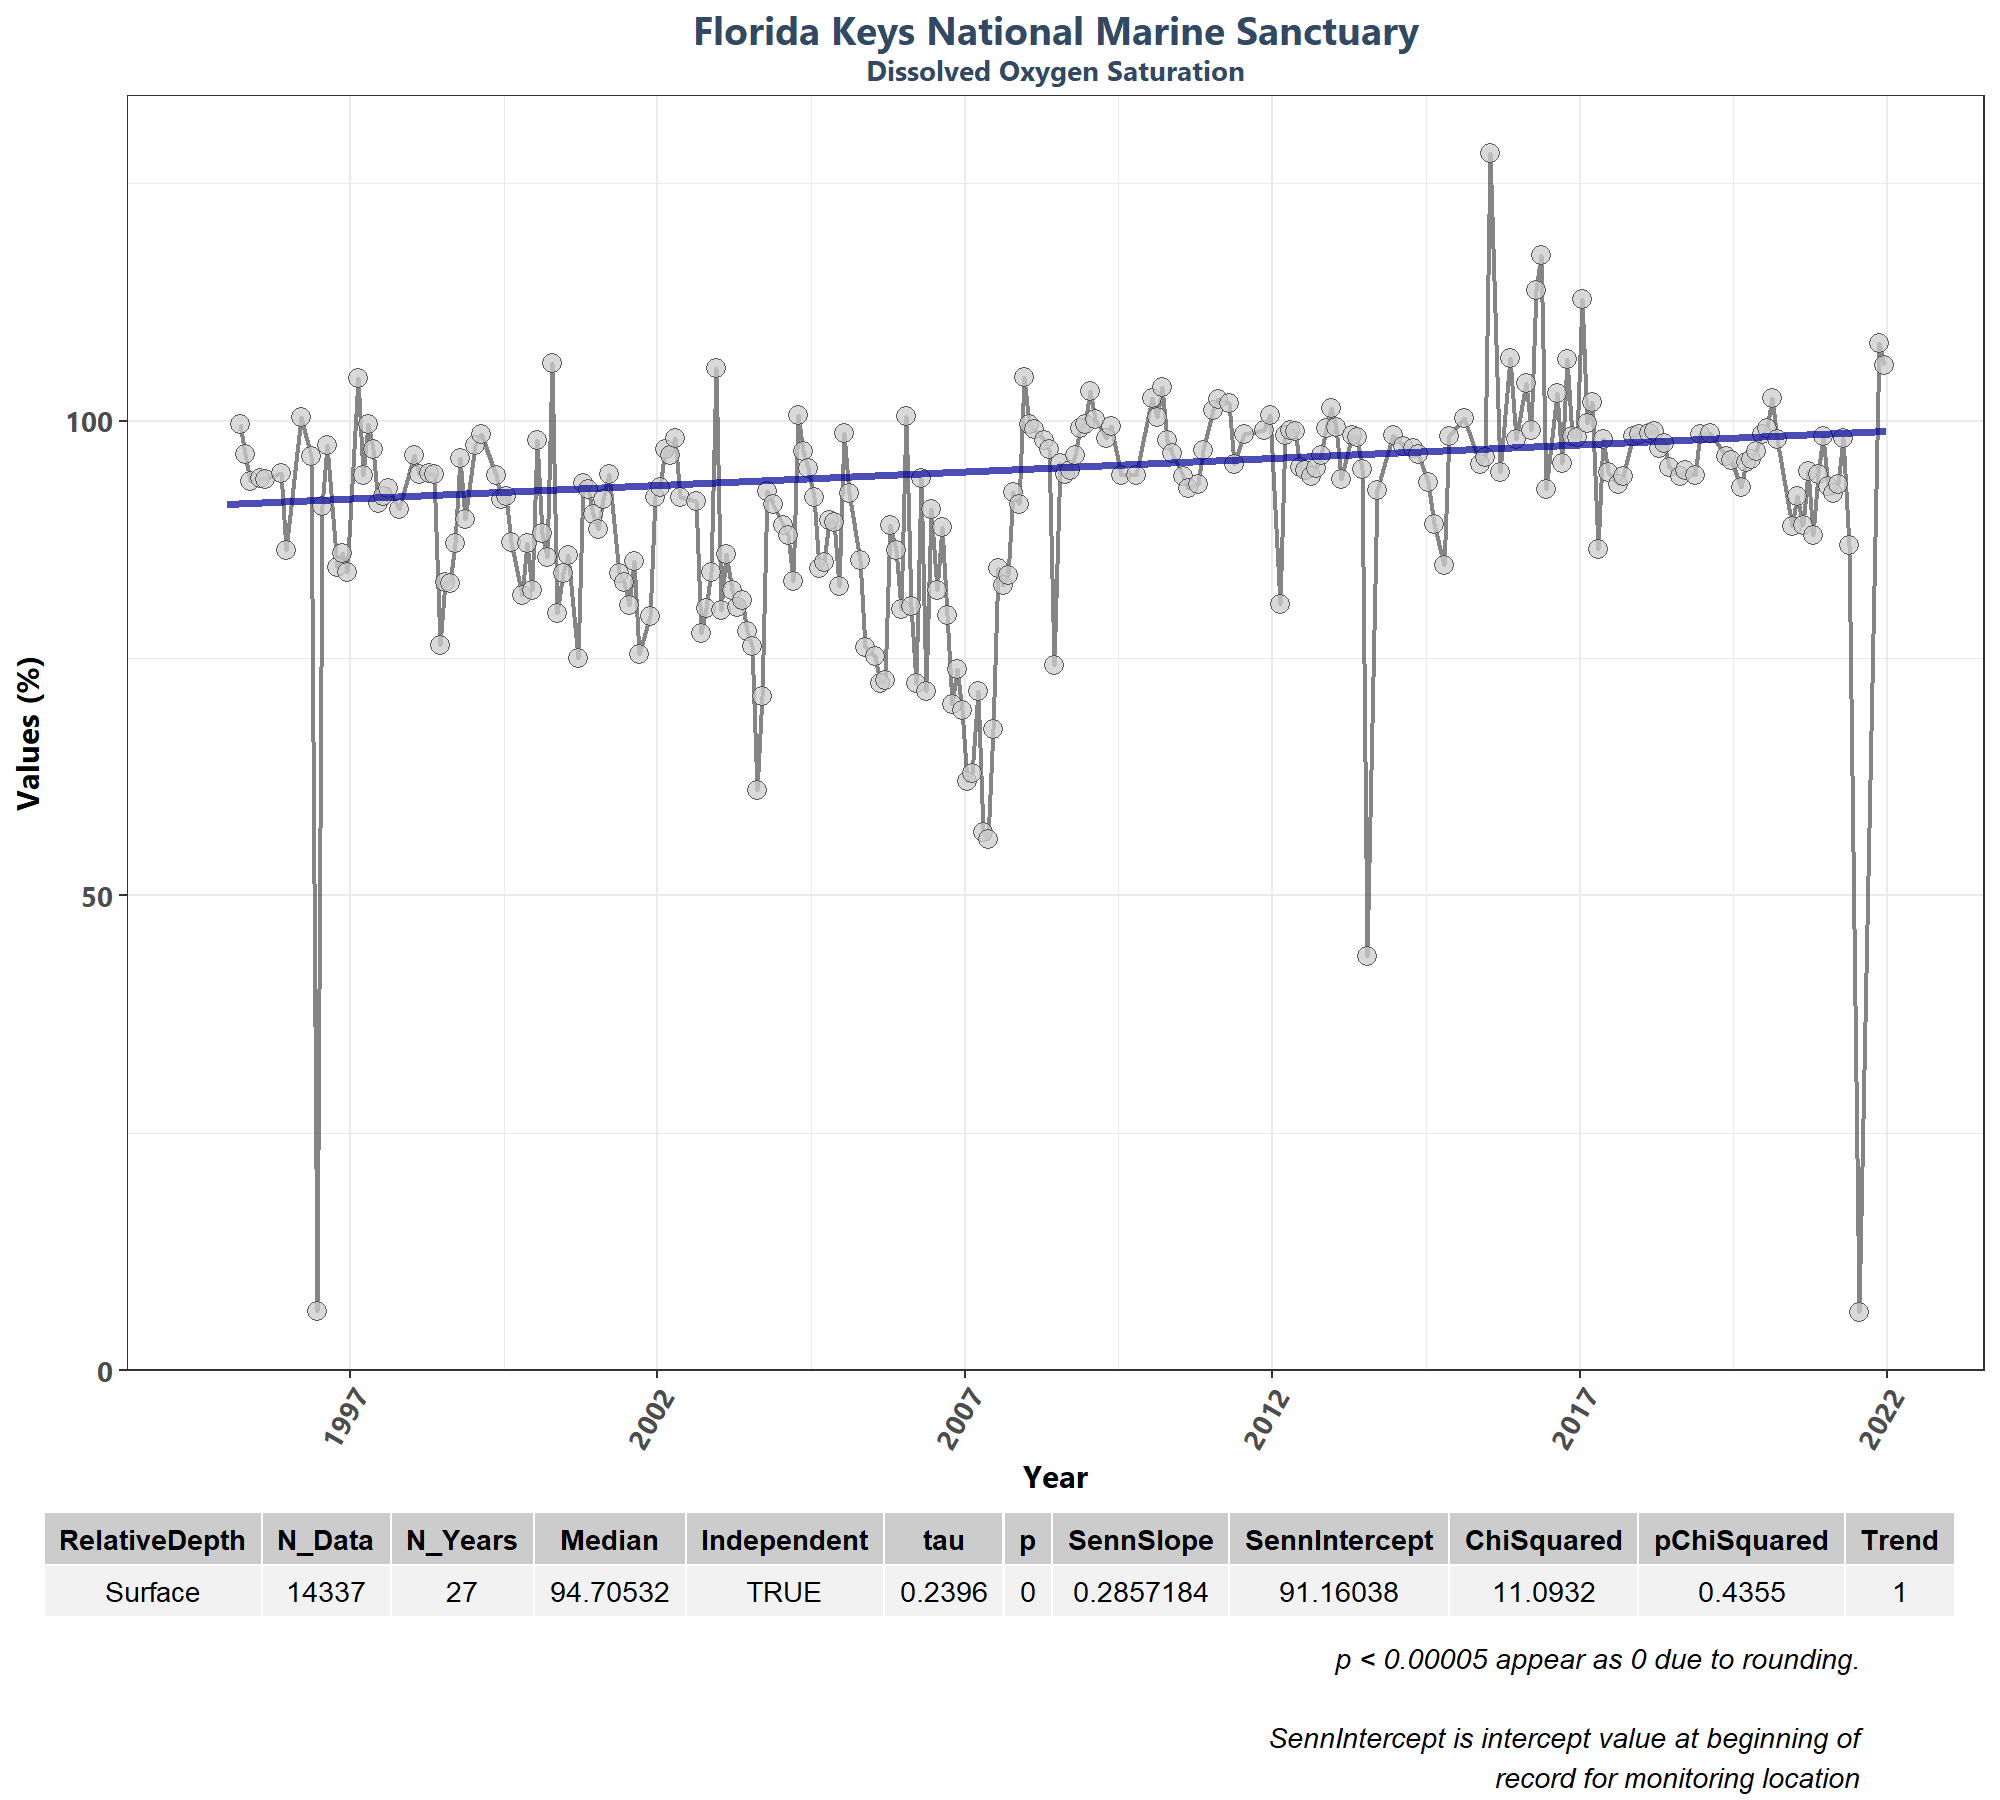 Florida Keys National Marine Sanctuary
Dissolved Oxygen Saturation
Values (%)
100
50
0
1997 2002 2007 2012 2017 2022
Year
RelativeDepth N_Data N_Years Median Independent tau p SennSlope SennIntercept ChiSquared pChiSquared Trend
Surface 14337 27 94.70532 TRUE 0.2396 0 0.2857184 91.16038 11.0932 0.4355 1
p < 0.00005 appear as 0 due to rounding.
SennIntercept is intercept value at beginning of
record for monitoring location